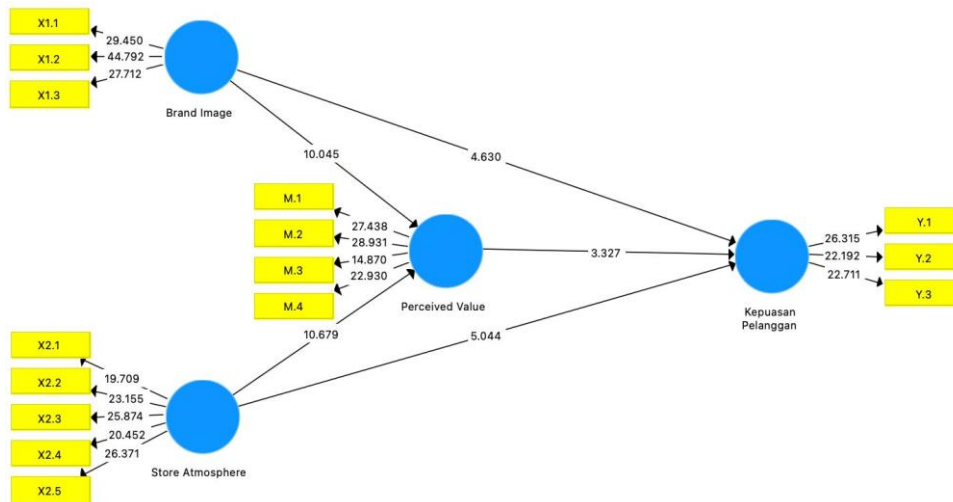 X1.1
29.450
X1.2
44.792
27.712
X1.3
Brand Image
10.045
4.630
M.1
27.438
M.2
28.931
M.3
14.870
22.930
M.4
Perceived Value
3.327
Y.1
26.315
22.192
Y.2
22.711
Y.3
Kepuasan
Pelanggan
10.679
5.044
X2.1
19.709
X2.2
23.155
X2.3
25.874
20.452
X2.4
26.371
X2.5
Store Atmosphere